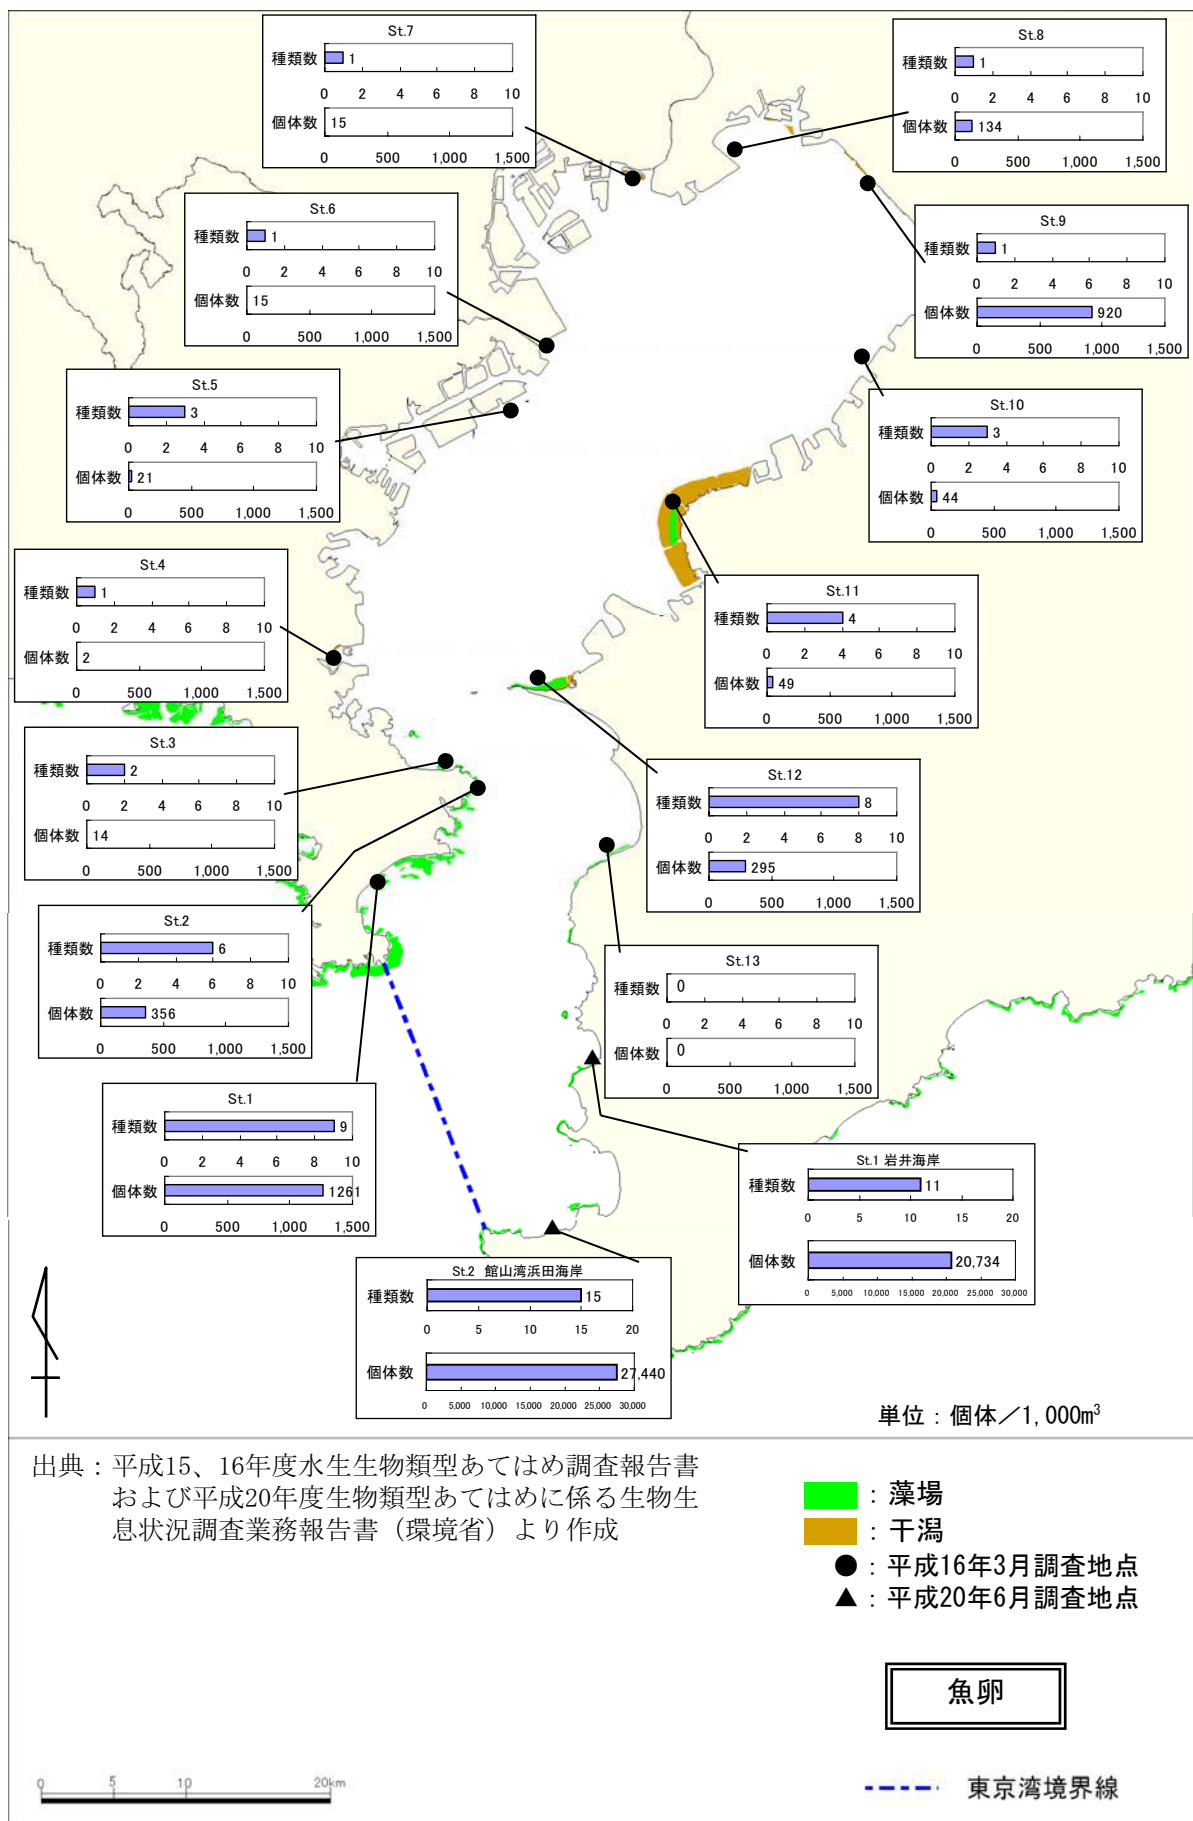 St.7
種類数 1
0 2 4 6 8 10
個体数 15
0 500 1,000 1,500
St.8
種類数 1
0 2 4 6 8 10
個体数 134
0 500 1,000 1,500
St.6
種類数 1
0 2 4 6 8 10
個体数 15
0 500 1,000 1,500
St.9
種類数 1
0 2 4 6 8 10
個体数 920
0 500 1,000 1,500
St.5
種類数 3
0 2 4 6 8 10
個体数 21
0 500 1,000 1,500
St.10
種類数 3
0 2 4 6 8 10
個体数 44
0 500 1,000 1,500
St.4
種類数 1
0 2 4 6 8 10
個体数 2
0 500 1,000 1,500
St.11
種類数 4
0 2 4 6 8 10
個体数 49
0 500 1,000 1,500
St.3
種類数 2
0 2 4 6 8 10
個体数 14
0 500 1,000 1,500
St.12
種類数 8
0 2 4 6 8 10
個体数 295
0 500 1,000 1,500
St.2
種類数 6
0 2 4 6 8 10
個体数 356
0 500 1,000 1,500
St.13
種類数 0
0 2 4 6 8 10
個体数 0
0 500 1,000 1,500
St.1
種類数 9
0 2 4 6 8 10
個体数 1261
0 500 1,000 1,500
St.1 岩井海岸
種類数 11
0 5 10 15 20
個体数 20,734
0 5,000 10,000 15,000 20,000 25,000 30,000
St.2 館山湾浜田海岸
種類数 15
0 5 10 15 20
個体数 27,440
0 5,000 10,000 15,000 20,000 25,000 30,000
単位：個体／1,000m³
出典：平成15、16年度水生生物類型あてはめ調査報告書
および平成20年度生物類型あてはめに係る生物生
息状況調査業務報告書（環境省）より作成
：藻場
：干潟
：平成16年3月調査地点
：平成20年6月調査地点
魚卵
0 5 10 20km
東京湾境界線